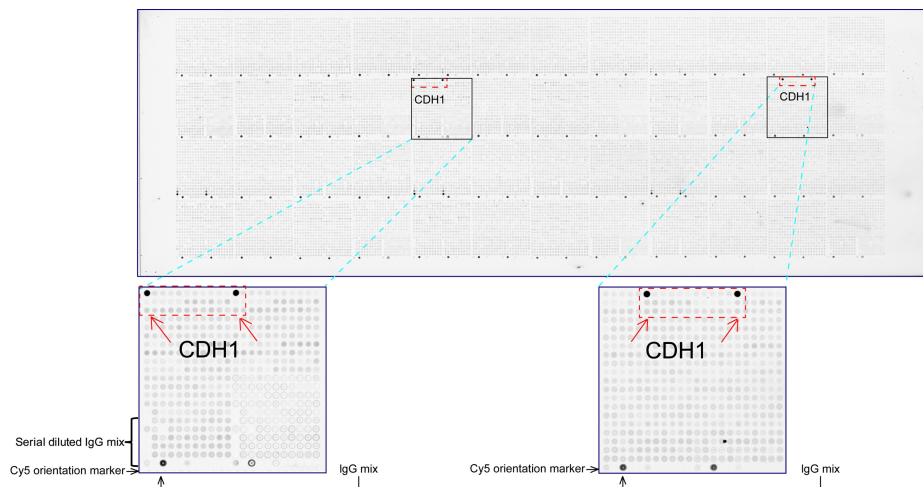 CDH1
CDH1
CDH1
CDH1
Serial diluted IgG mix
Cy5 orientation marker
IgG mix
Cy5 orientation marker
IgG mix